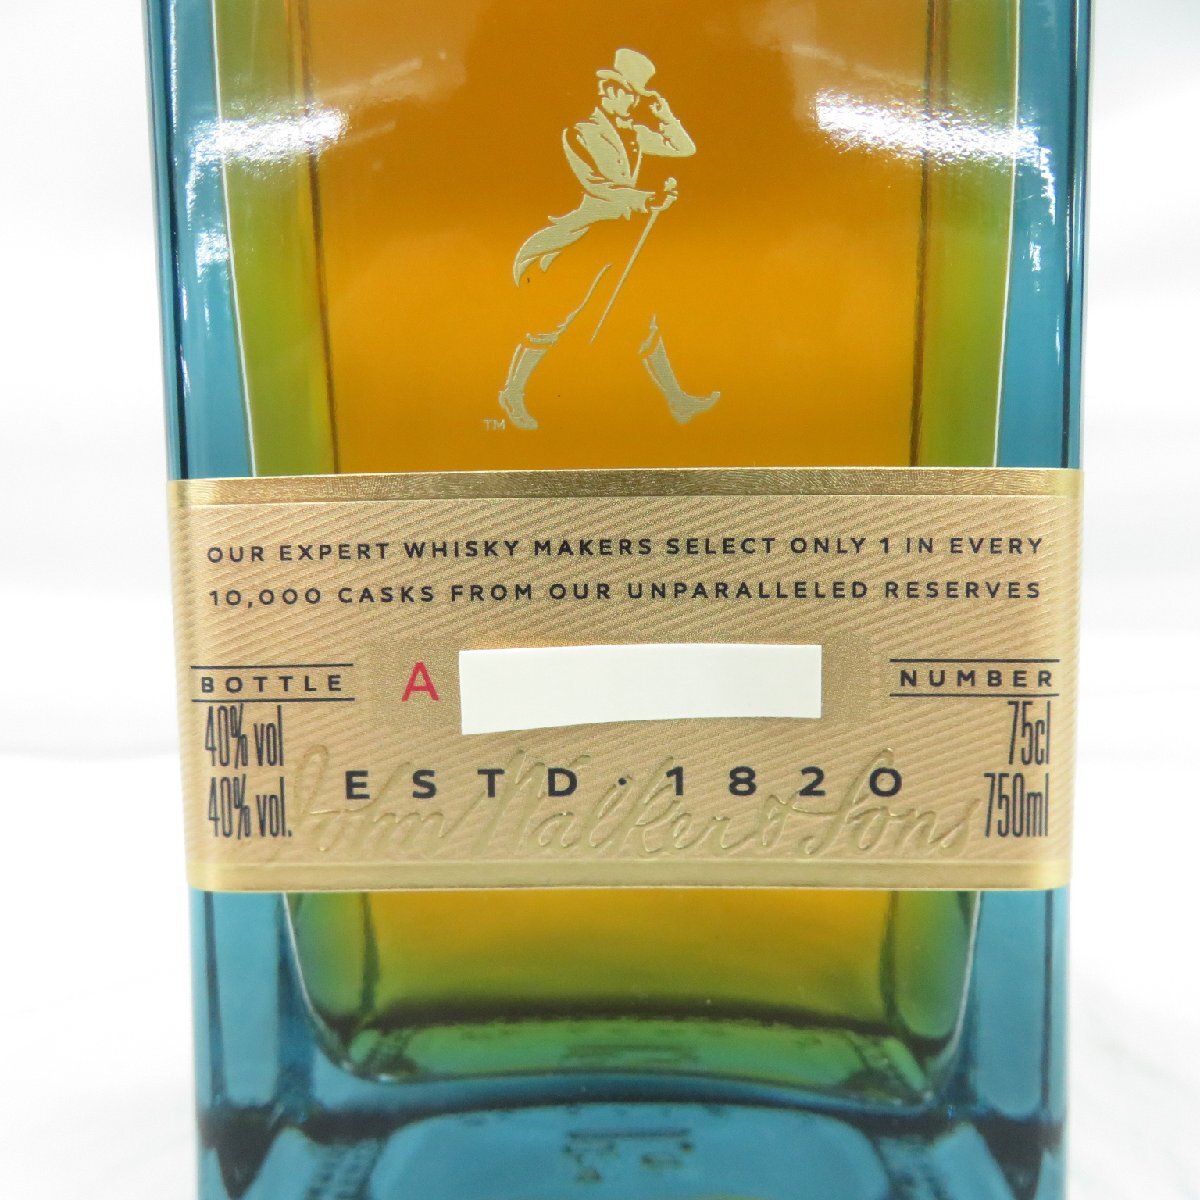 TM
OUR EXPERT WHISKY MAKERS SELECT ONLY 1 IN EVERY
10,000 CASKS FROM OUR UNPARALLELED RESERVES
BOTTLE A NUMBER
40% vol 75cl
ESTD·1820
40% vol. 750ml
John Walker & Sons